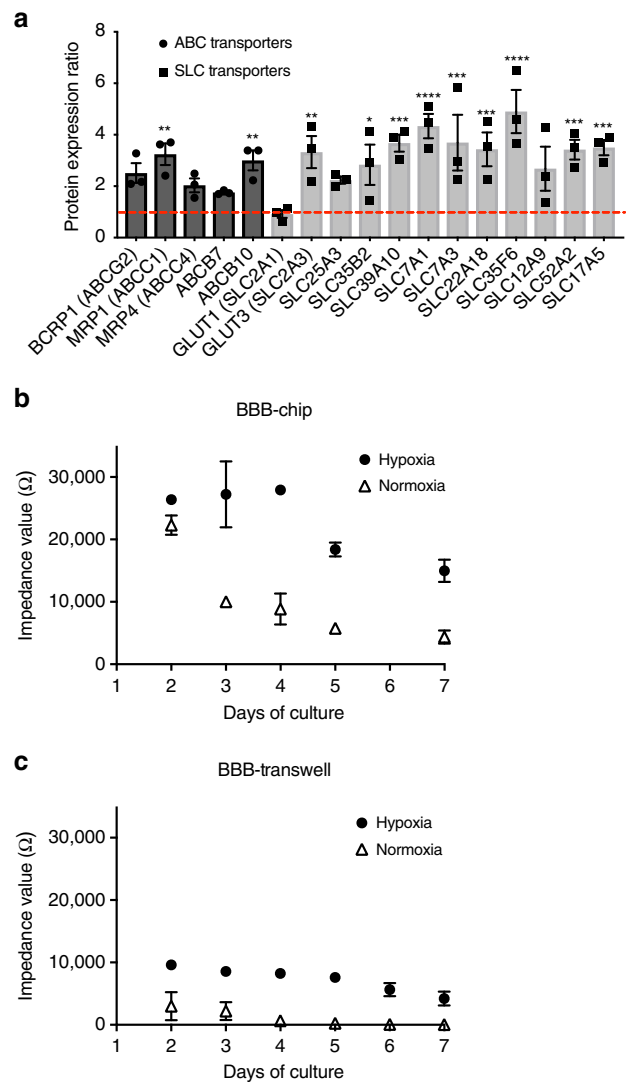 a
8
6
4
2
0
Protein expression ratio
ABC transporters
SLC transporters
** ** ** * *** **** *** *** **** *** ***
BCRP1 (ABCG2)
MRP1 (ABCC1)
MRP4 (ABCC4)
ABCB7
ABCB10
GLUT1 (SLC2A1)
GLUT3 (SLC2A3)
SLC25A3
SLC35B2
SLC39A10
SLC7A1
SLC7A3
SLC22A18
SLC35F6
SLC12A9
SLC52A2
SLC17A5
b
BBB-chip
30,000
20,000
10,000
0
Impedance value (Ω)
Hypoxia
Normoxia
1 2 3 4 5 6 7
Days of culture
c
BBB-transwell
30,000
20,000
10,000
0
Impedance value (Ω)
Hypoxia
Normoxia
1 2 3 4 5 6 7
Days of culture